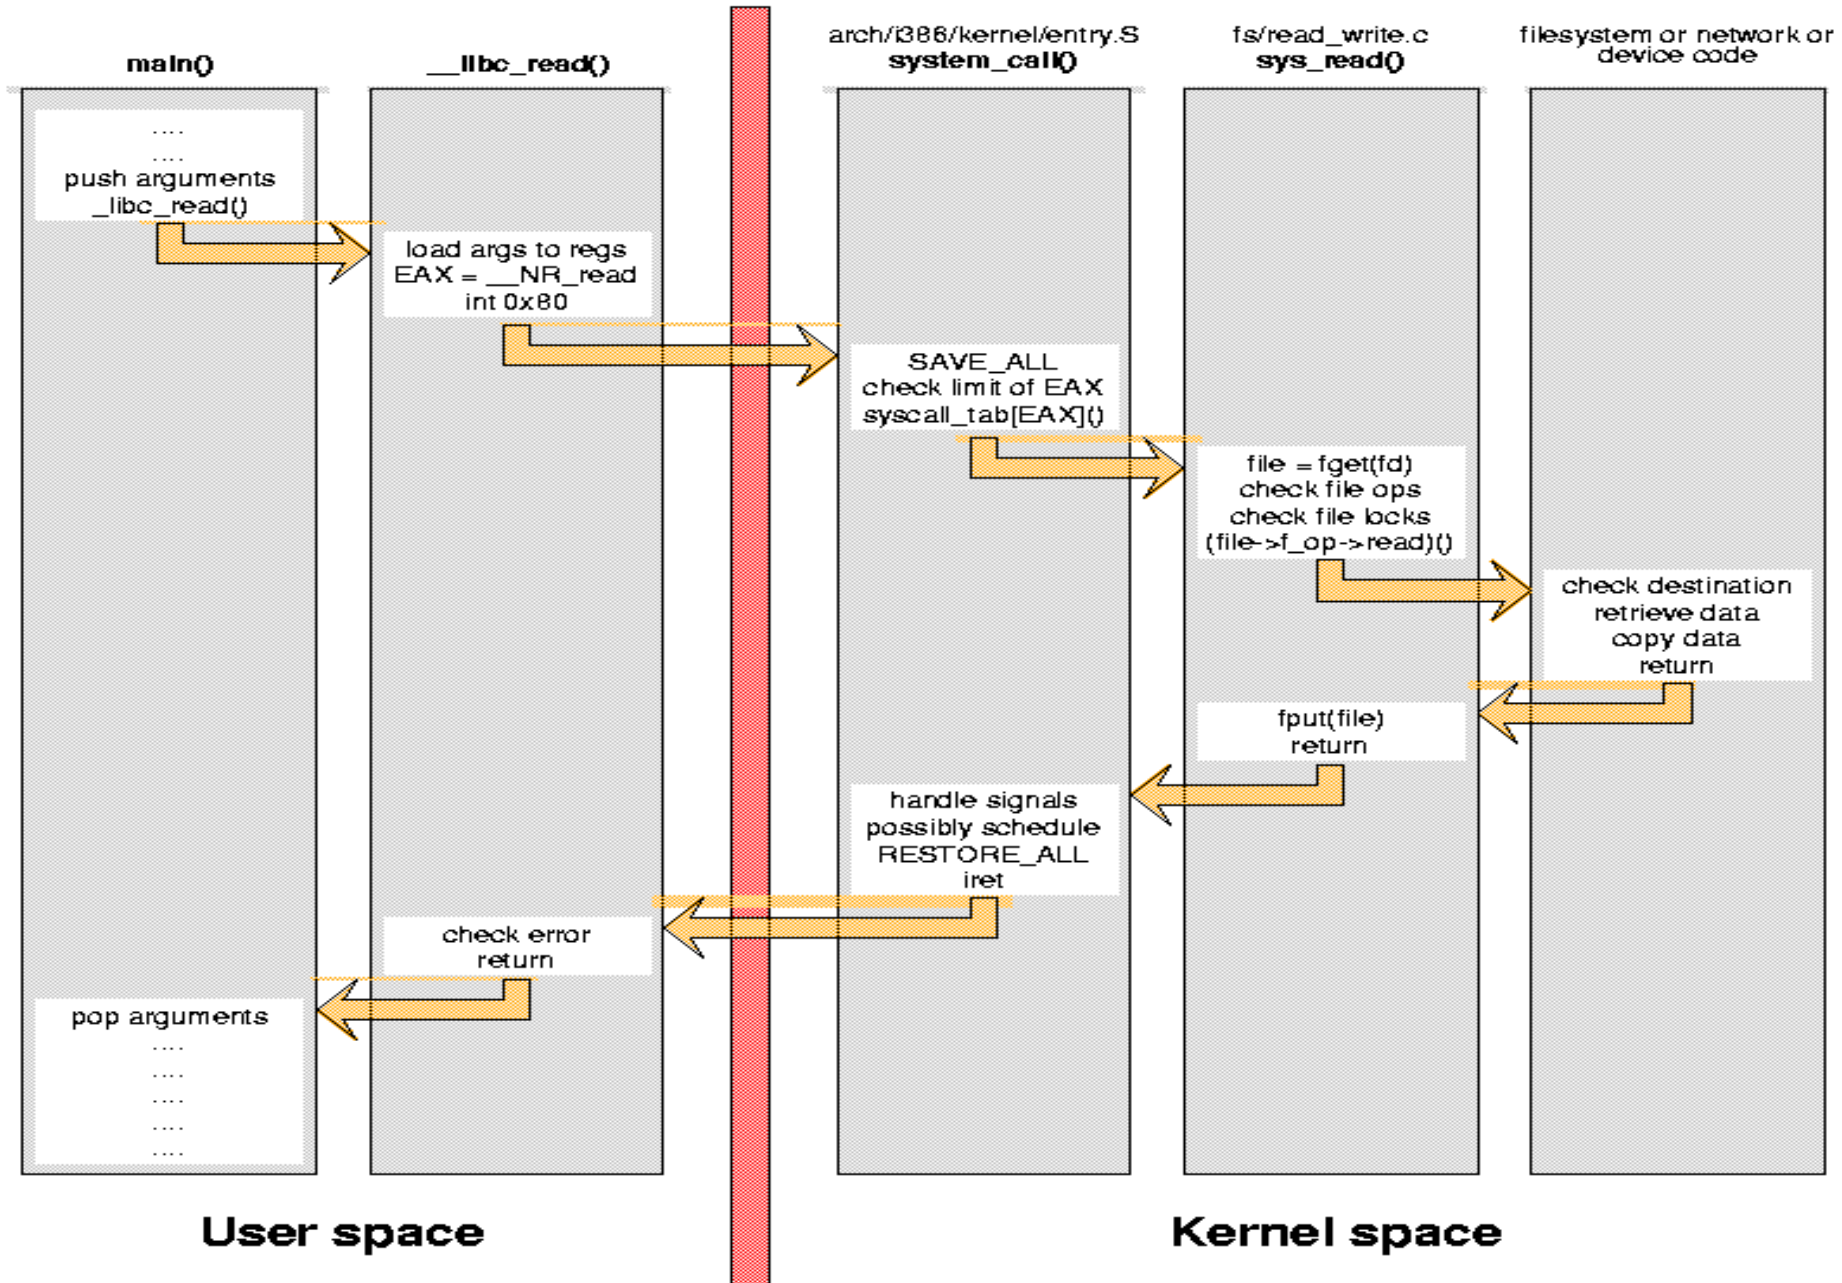 main()
....
....
push arguments
_libc_read()
pop arguments
....
....
....
....
....
__libc_read()
load args to regs
EAX = __NR_read
int 0x80
check error
return
arch/i386/kernel/entry.S
system_call()
SAVE_ALL
check limit of EAX
syscall_tab[EAX]()
handle signals
possibly schedule
RESTORE_ALL
iret
fs/read_write.c
sys_read()
file = fget(fd)
check file ops
check file locks
(file->f_op->read)()
fput(file)
return
filesystem or network or
device code
check destination
retrieve data
copy data
return
User space
Kernel space